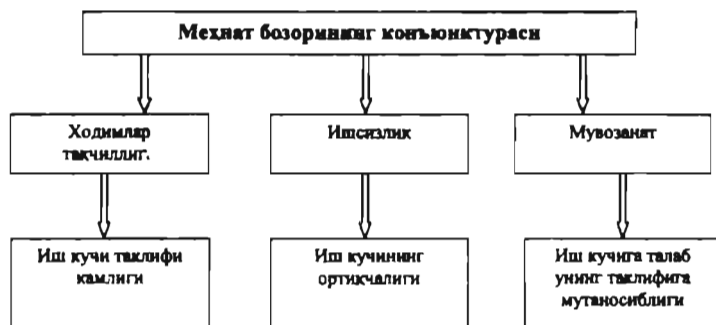 Меҳнат бозорининг конъюнктураси
Ходимлар
такчиллиг.
Ишсизлик
Мувозанат
Иш кучи таклифи
камлиги
Иш кучининг
ортиқчалиги
Иш кучига талаб
унинг таклифига
мутаносиблиги